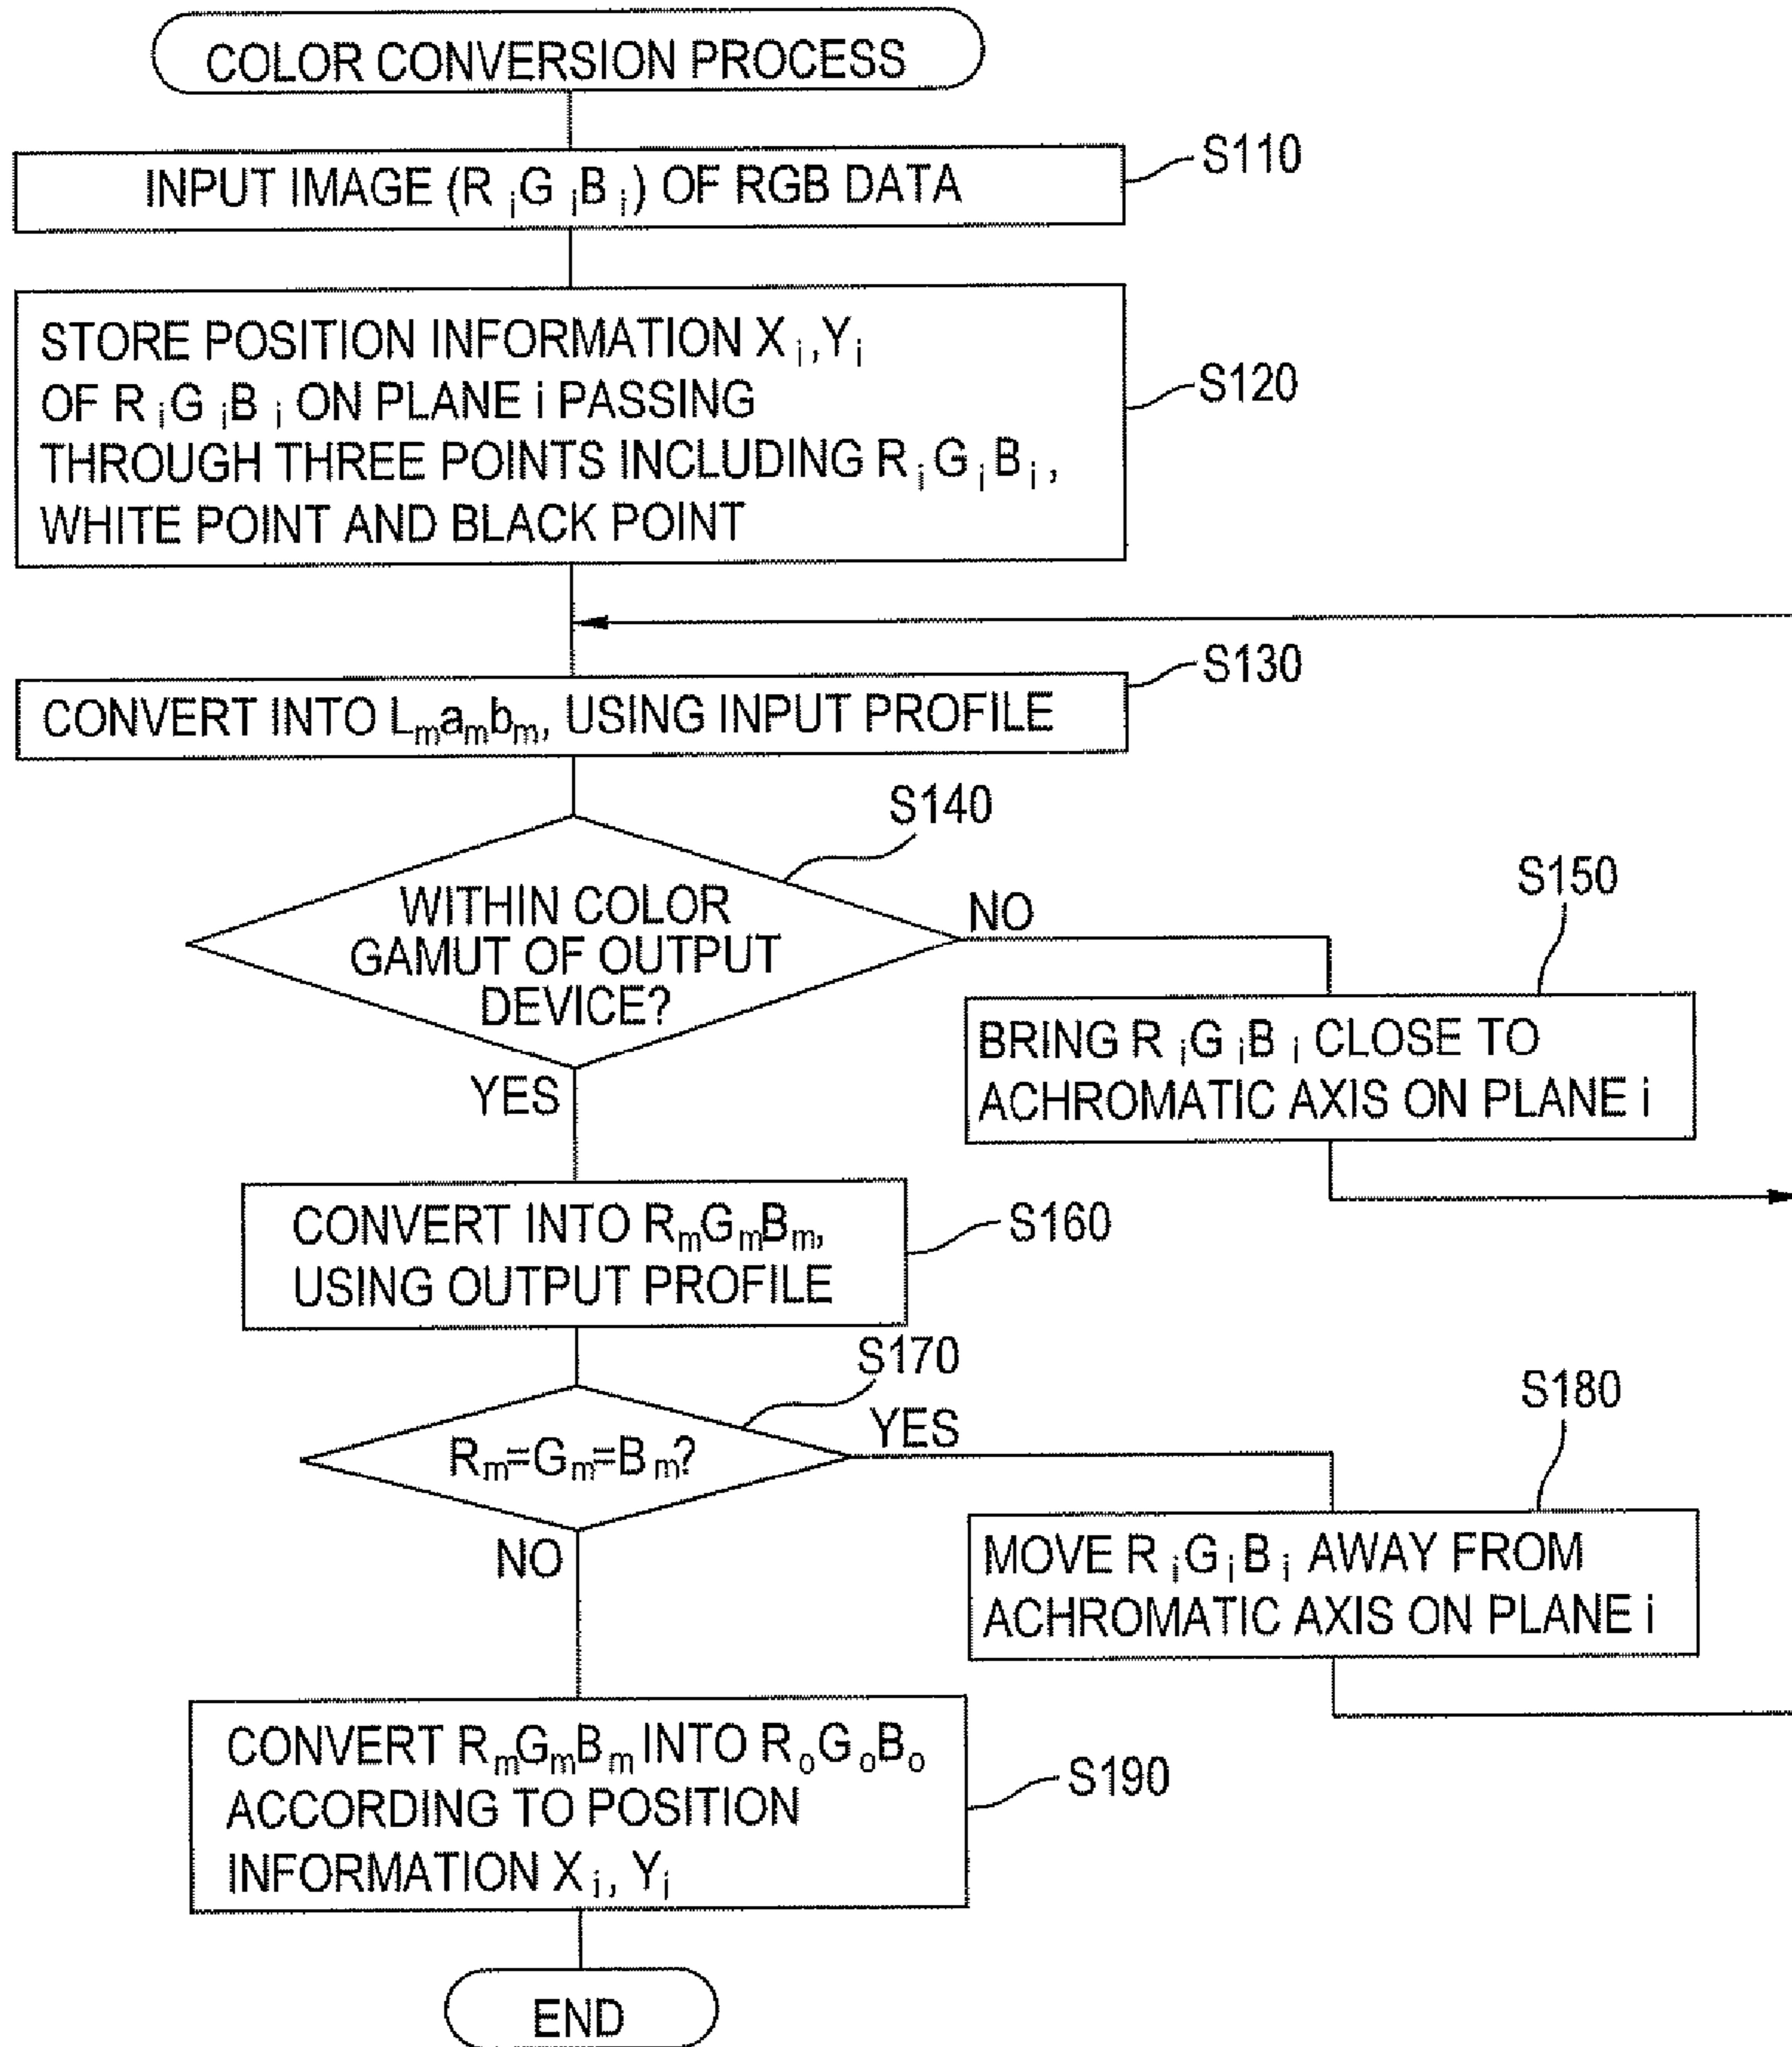 COLOR CONVERSION PROCESS
INPUT IMAGE (RiGiBi) OF RGB DATA
S110
STORE POSITION INFORMATION Xi,Yi
OF RiGiBi ON PLANE i PASSING
THROUGH THREE POINTS INCLUDING RiGiBi,
WHITE POINT AND BLACK POINT
S120
CONVERT INTO Lmambm, USING INPUT PROFILE
S130
S140
WITHIN COLOR
GAMUT OF OUTPUT
DEVICE?
NO
YES
S150
BRING RiGiBi CLOSE TO
ACHROMATIC AXIS ON PLANE i
CONVERT INTO RmGmBm,
USING OUTPUT PROFILE
S160
S170
Rm=Gm=Bm?
YES
NO
S180
MOVE RiGiBi AWAY FROM
ACHROMATIC AXIS ON PLANE i
CONVERT RmGmBm INTO RoGoBo
ACCORDING TO POSITION
INFORMATION Xi, Yi
S190
END